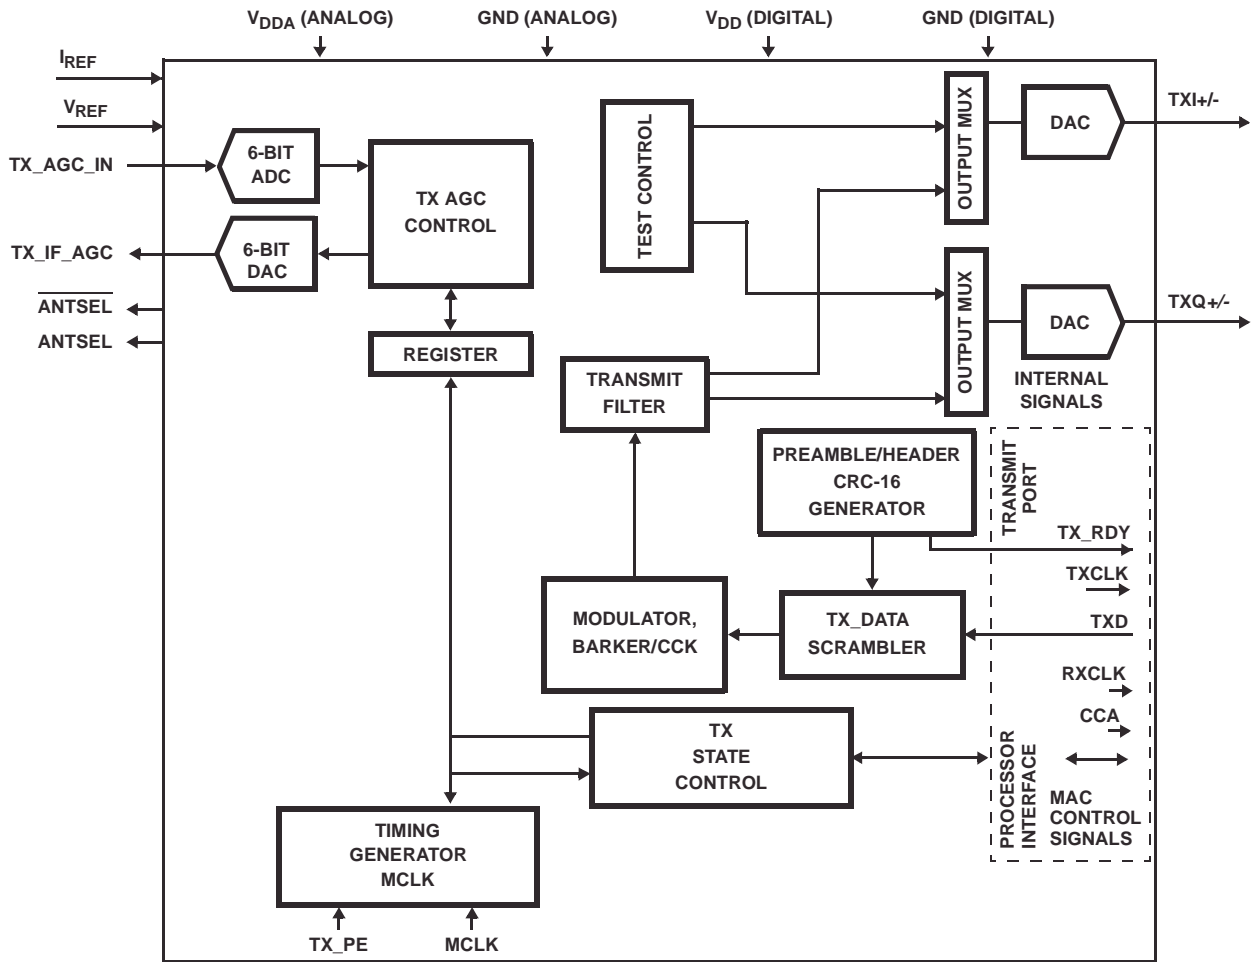 VDDA (ANALOG)
GND (ANALOG)
VDD (DIGITAL)
GND (DIGITAL)
IREF
VREF
TX_AGC_IN
TX_IF_AGC
ANTSEL
ANTSEL
6-BIT
ADC
6-BIT
DAC
TX AGC
CONTROL
REGISTER
TEST CONTROL
OUTPUT MUX
DAC
TXI+/-
OUTPUT MUX
DAC
TXQ+/-
INTERNAL
SIGNALS
TRANSMIT
FILTER
PREAMBLE/HEADER
CRC-16
GENERATOR
TRANSMIT
PORT
TX_RDY
TXCLK
TXD
MODULATOR,
BARKER/CCK
TX_DATA
SCRAMBLER
RXCLK
CCA
TX
STATE
CONTROL
PROCESSOR
INTERFACE
MAC
CONTROL
SIGNALS
TIMING
GENERATOR
MCLK
TX_PE
MCLK